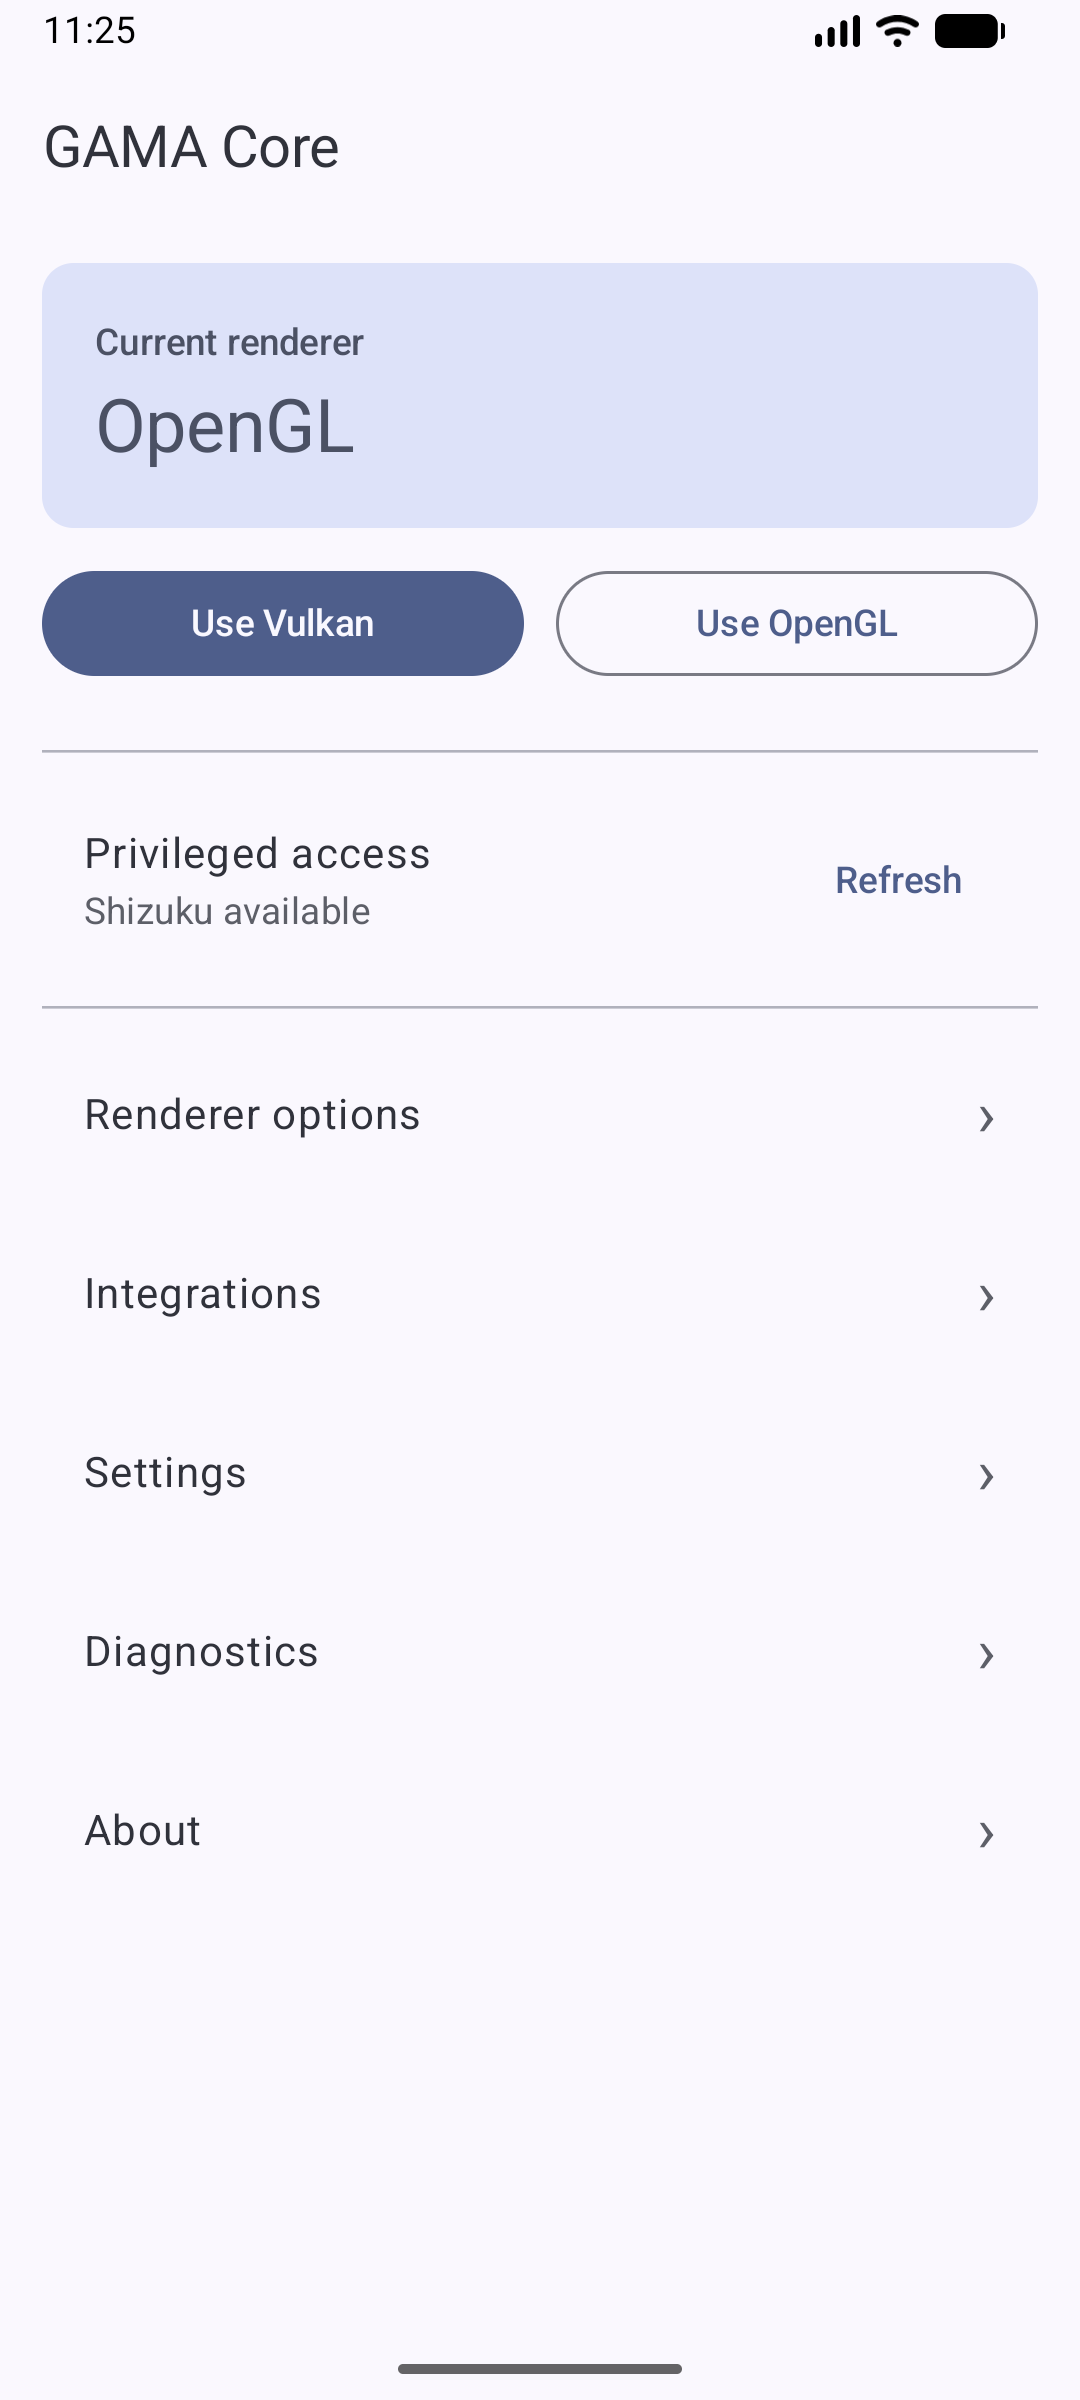 11:25
GAMA Core
Current renderer
OpenGL
Use Vulkan
Use OpenGL
Privileged access
Shizuku available
Refresh
Renderer options
Integrations
Settings
Diagnostics
About